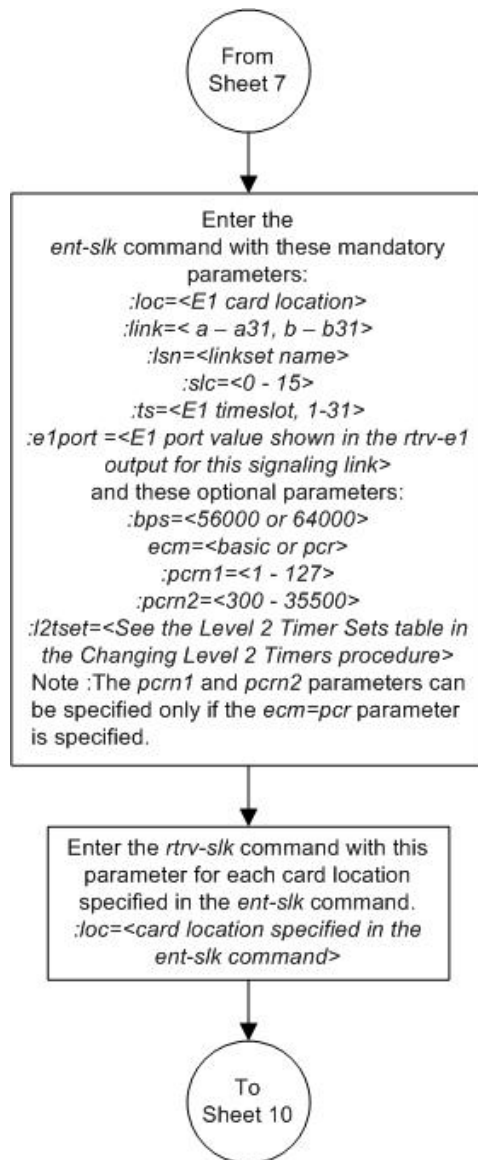 From
Sheet 7
Enter the
ent-slk command with these mandatory
parameters:
:loc=<E1 card location>
:link=< a – a31, b – b31>
:lsn=<linkset name>
:slc=<0 - 15>
:ts=<E1 timeslot, 1-31>
:e1port =<E1 port value shown in the rtrv-e1
output for this signaling link>
and these optional parameters:
:bps=<56000 or 64000>
ecm=<basic or pcr>
:pcrn1=<1 - 127>
:pcrn2=<300 - 35500>
:l2tset=<See the Level 2 Timer Sets table in
the Changing Level 2 Timers procedure>
Note :The pcrn1 and pcrn2 parameters can
be specified only if the ecm=pcr parameter
is specified.
Enter the rtrv-slk command with this
parameter for each card location
specified in the ent-slk command.
:loc=<card location specified in the
ent-slk command>
To
Sheet 10